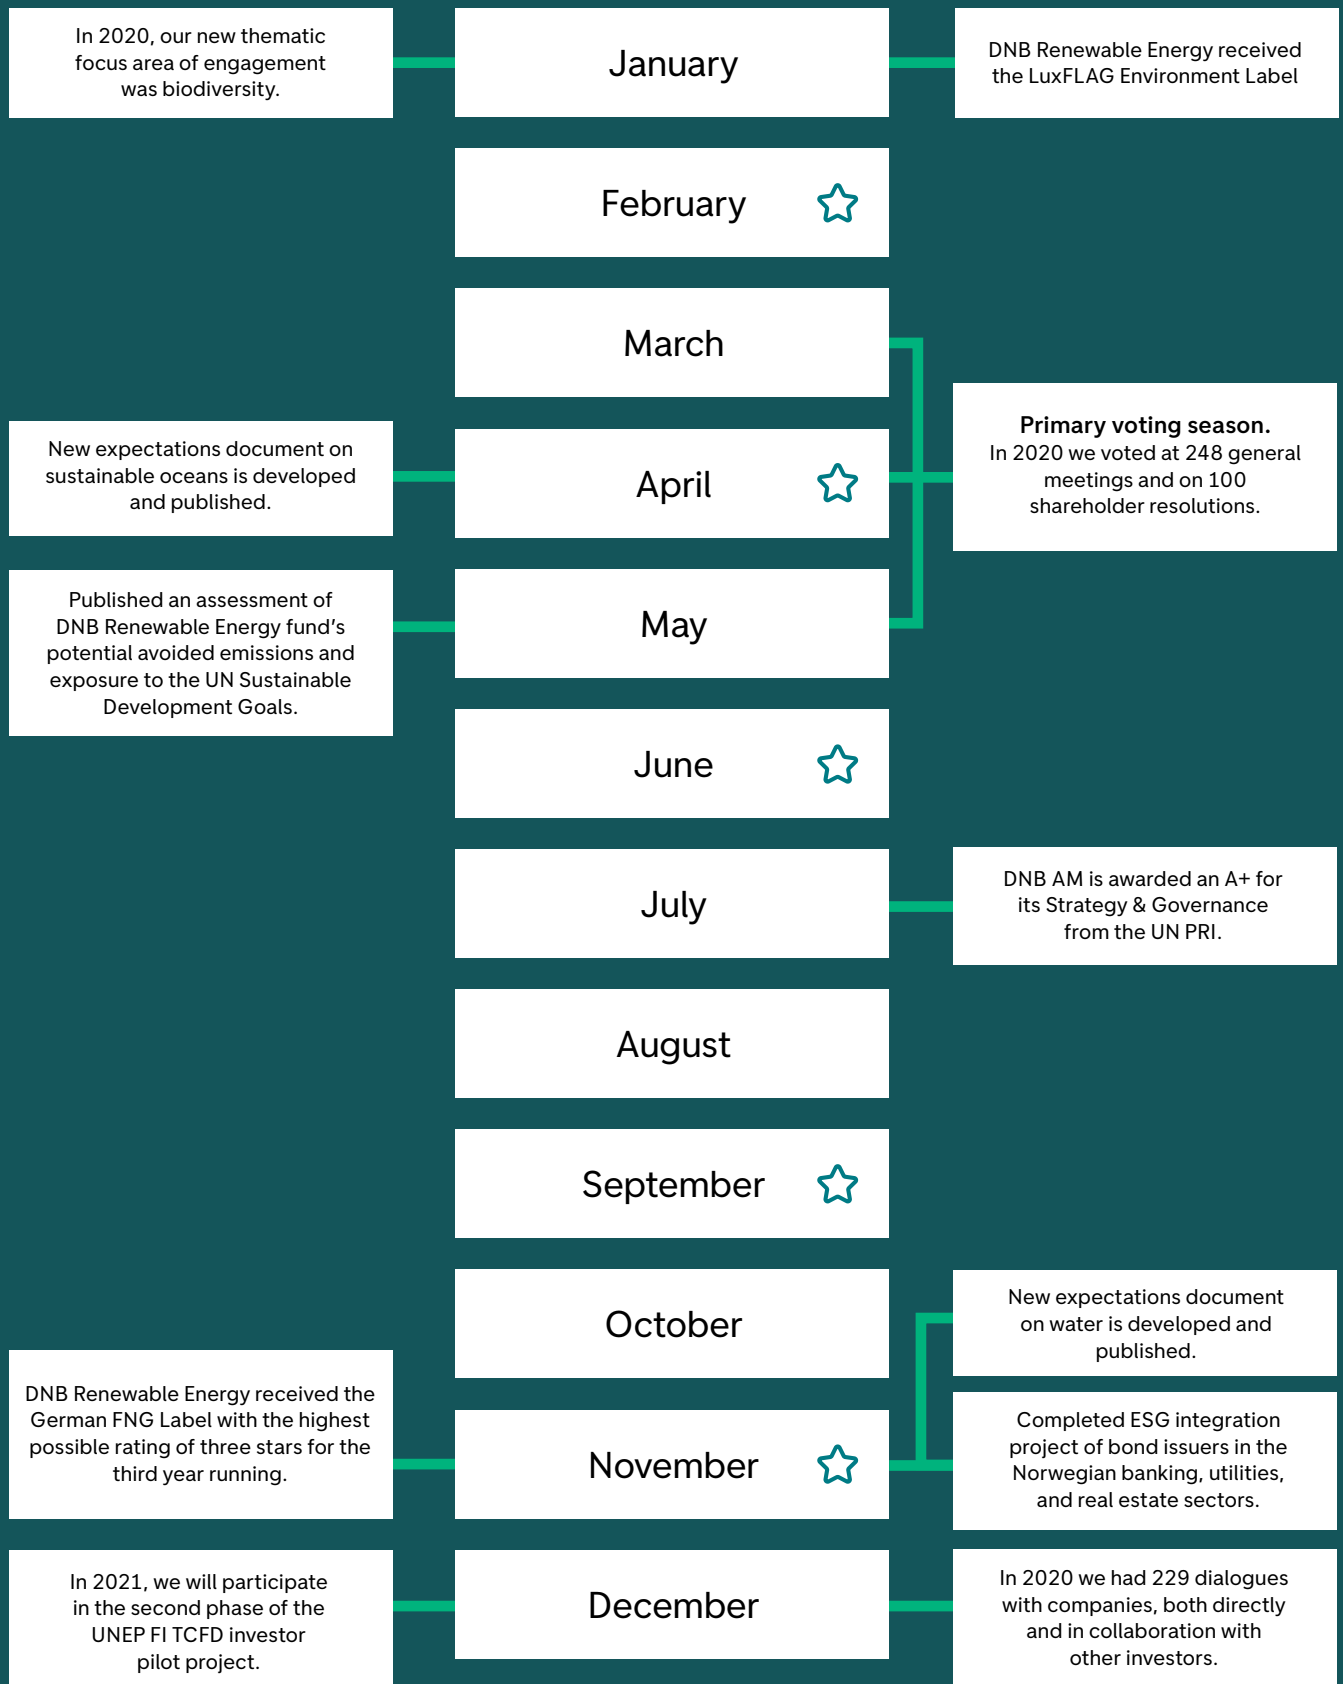 In 2020, our new thematic
focus area of engagement
was biodiversity.
January
DNB Renewable Energy received
the LuxFLAG Environment Label
February
March
Primary voting season.
In 2020 we voted at 248 general
meetings and on 100
shareholder resolutions.
New expectations document on
sustainable oceans is developed
and published.
April
Published an assessment of
DNB Renewable Energy fund's
potential avoided emissions and
exposure to the UN Sustainable
Development Goals.
May
June
July
DNB AM is awarded an A+ for
its Strategy & Governance
from the UN PRI.
August
September
October
New expectations document
on water is developed and
published.
DNB Renewable Energy received the
German FNG Label with the highest
possible rating of three stars for the
third year running.
November
Completed ESG integration
project of bond issuers in the
Norwegian banking, utilities,
and real estate sectors.
In 2021, we will participate
in the second phase of the
UNEP FI TCFD investor
pilot project.
December
In 2020 we had 229 dialogues
with companies, both directly
and in collaboration with
other investors.